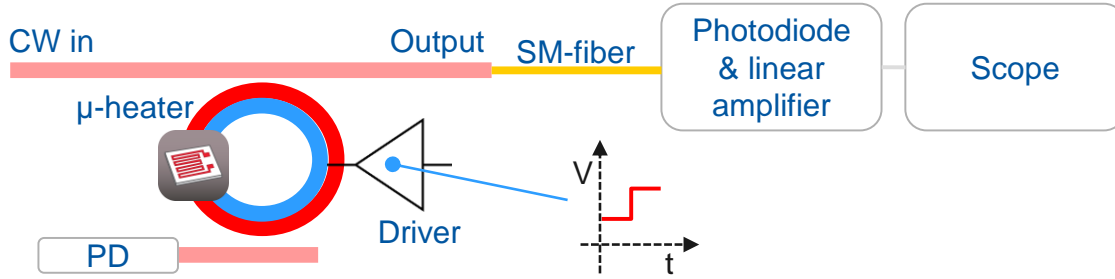 CW in
Output
SM-fiber
Photodiode
& linear
amplifier
Scope
μ-heater
V
Driver
t
PD